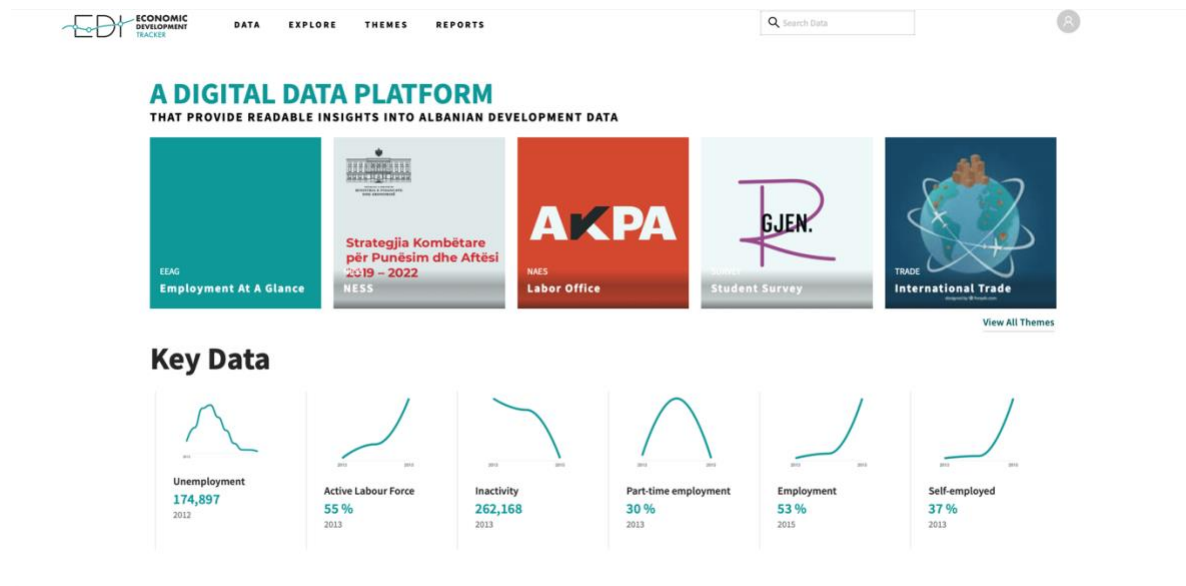 EDI ECONOMIC
DEVELOPMENT
TRACKER
DATA EXPLORE THEMES REPORTS
Search Data
A DIGITAL DATA PLATFORM
THAT PROVIDE READABLE INSIGHTS INTO ALBANIAN DEVELOPMENT DATA
EEAG
Employment At A Glance
Strategjia Kombëtare
për Punësim dhe Aftësi
2019 – 2022
NESS
AKPA
NAES
Labor Office
R
GJEN.
Student Survey
TRADE
International Trade
View All Themes
Key Data
Unemployment
174,897
2012
Active Labour Force
55 %
2013
Inactivity
262,168
2013
Part-time employment
30 %
2013
Employment
53 %
2015
Self-employed
37 %
2013